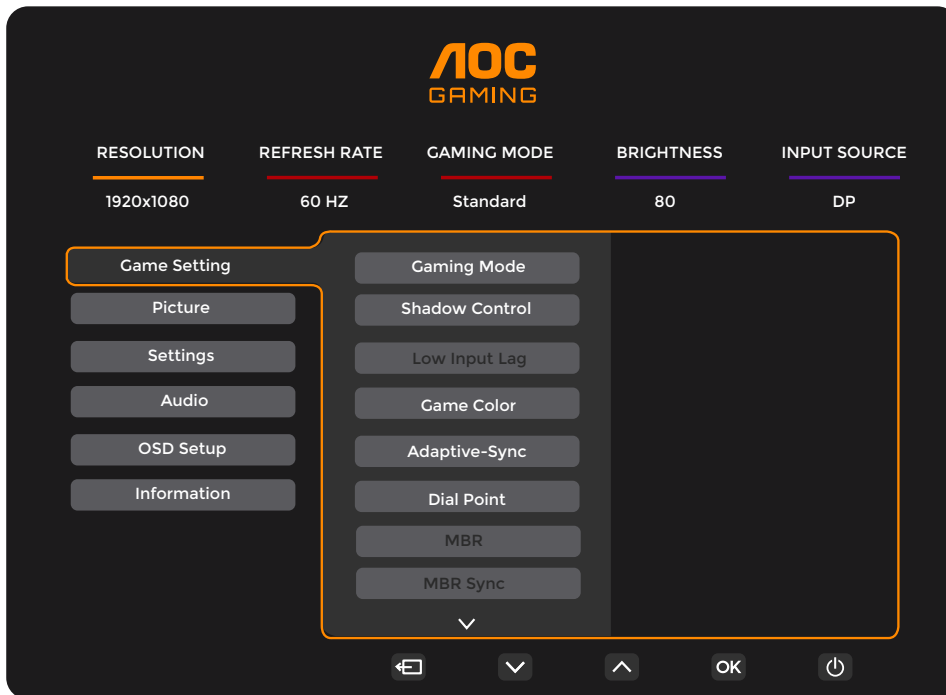 AOC
GAMING
RESOLUTION REFRESH RATE GAMING MODE BRIGHTNESS INPUT SOURCE
1920x1080 60 HZ Standard 80 DP
Game Setting
Picture
Settings
Audio
OSD Setup
Information
Gaming Mode
Shadow Control
Low Input Lag
Game Color
Adaptive-Sync
Dial Point
MBR
MBR Sync
OK